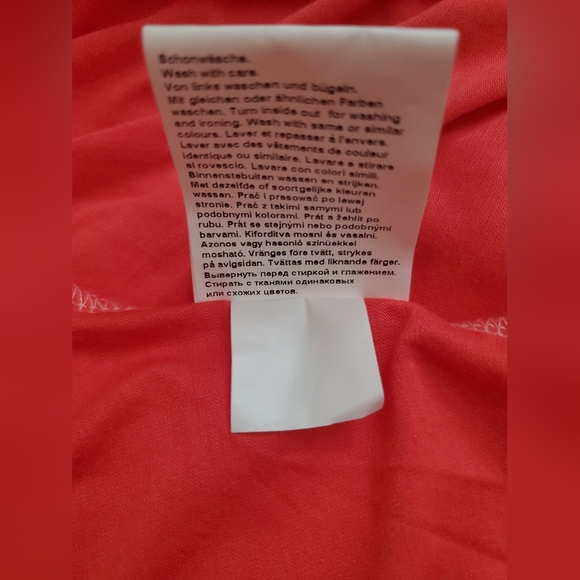 Schonwäsche.
Wash with care.
Von links waschen und bügeln.
Mit gleichen oder ähnlichen Farben
waschen. Turn inside out for washing
and ironing. Wash with same or similar
colours. Laver et repasser à l'envers.
Laver avec des vêtements de couleur
identique ou similaire. Lavare e stirare
al rovescio. Lavare con colori simili.
Binnenstebuiten wassen en strijken.
Met dezelfde of soortgelijke kleuren
wassen. Prać i prasować po lewej
stronie. Prać z takimi samymi lub
podobnymi kolorami. Prát a žehlit po
rubu. Prát se stejnými nebo podobnými
barvami. Kifordítva mosni és vasalni.
Azonos vagy hasonló színűekkel
mosható. Vränges före tvätt, strykes
på avigsidan. Tvättas med liknande färger.
Вывернуть перед стиркой и глажением.
Стирать с тканями одинаковых
или схожих цветов.